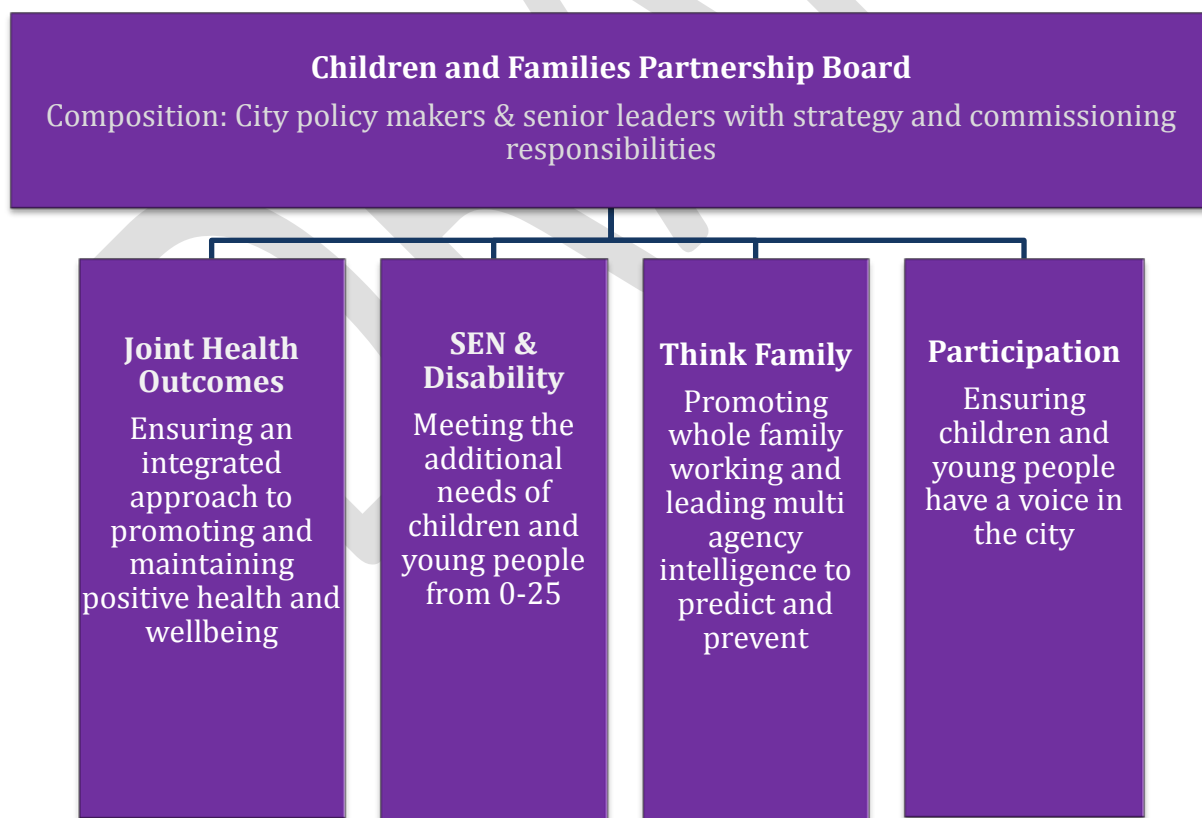 Children and Families Partnership Board
Composition: City policy makers & senior leaders with strategy and commissioning
responsibilities
Joint Health
Outcomes
Ensuring an
integrated
approach to
promoting and
maintaining
positive health and
wellbeing
SEN &
Disability
Meeting the
additional
needs of
children and
young people
from 0-25
Think Family
Promoting
whole family
working and
leading multi
agency
intelligence to
predict and
prevent
Participation
Ensuring
children and
young people
have a voice in
the city